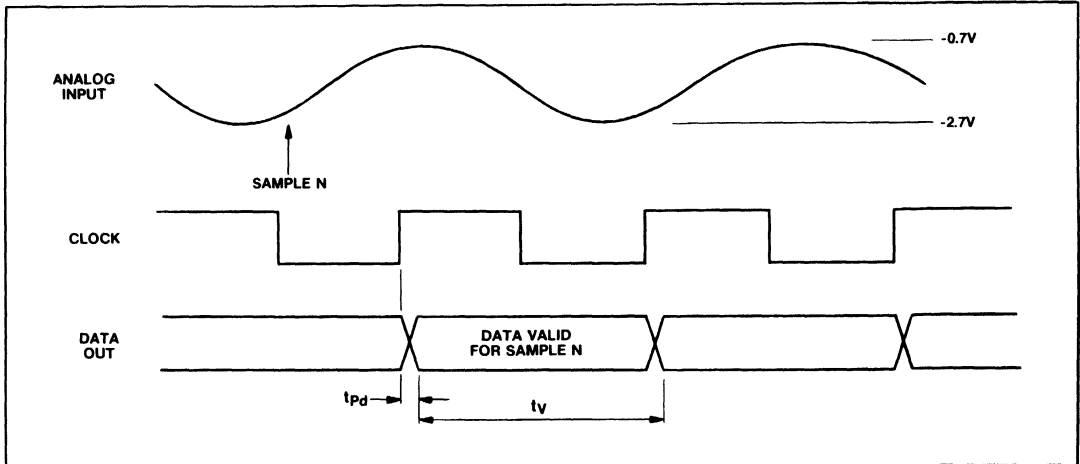 ANALOG
INPUT
-0.7V
-2.7V
SAMPLE N
CLOCK
DATA
OUT
DATA VALID
FOR SAMPLE N
tPd
tV